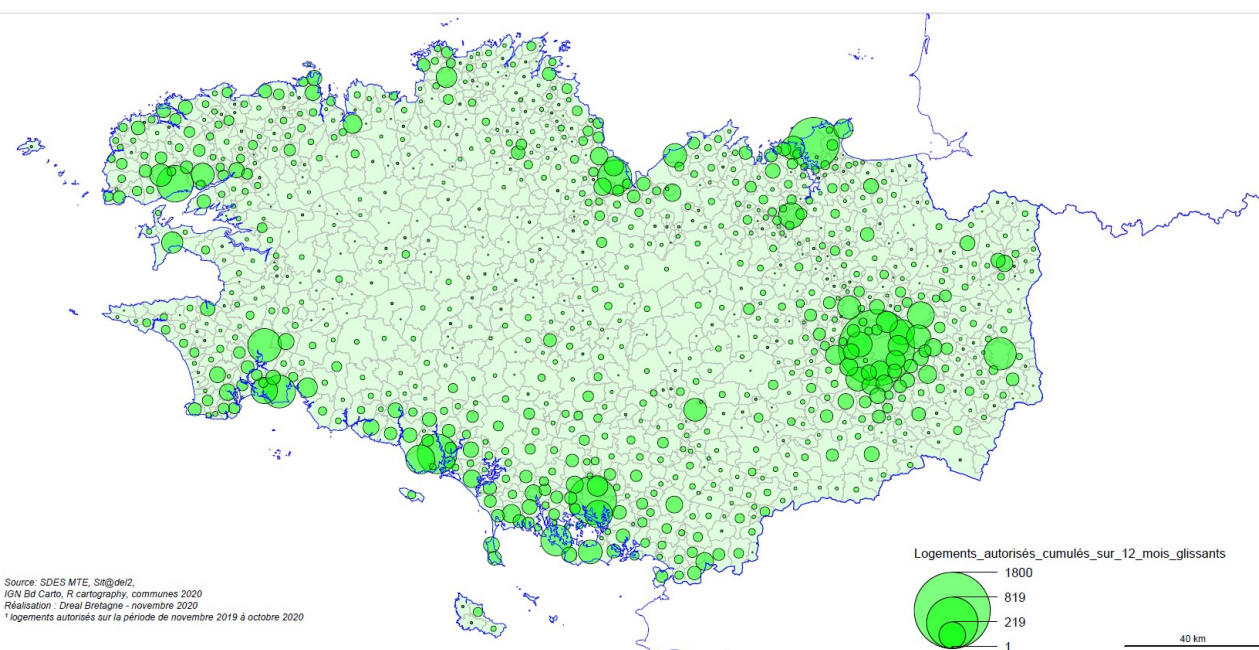 Logements_autorisés_cumulés_sur_12_mois_glissants
1800
819
219
1
40 km
Source: SDES MTE, Sit@del2,
IGN Bd Carto, R cartography, communes 2020
Réalisation : Dreal Bretagne - novembre 2020
¹ logements autorisés sur la période de novembre 2019 à octobre 2020